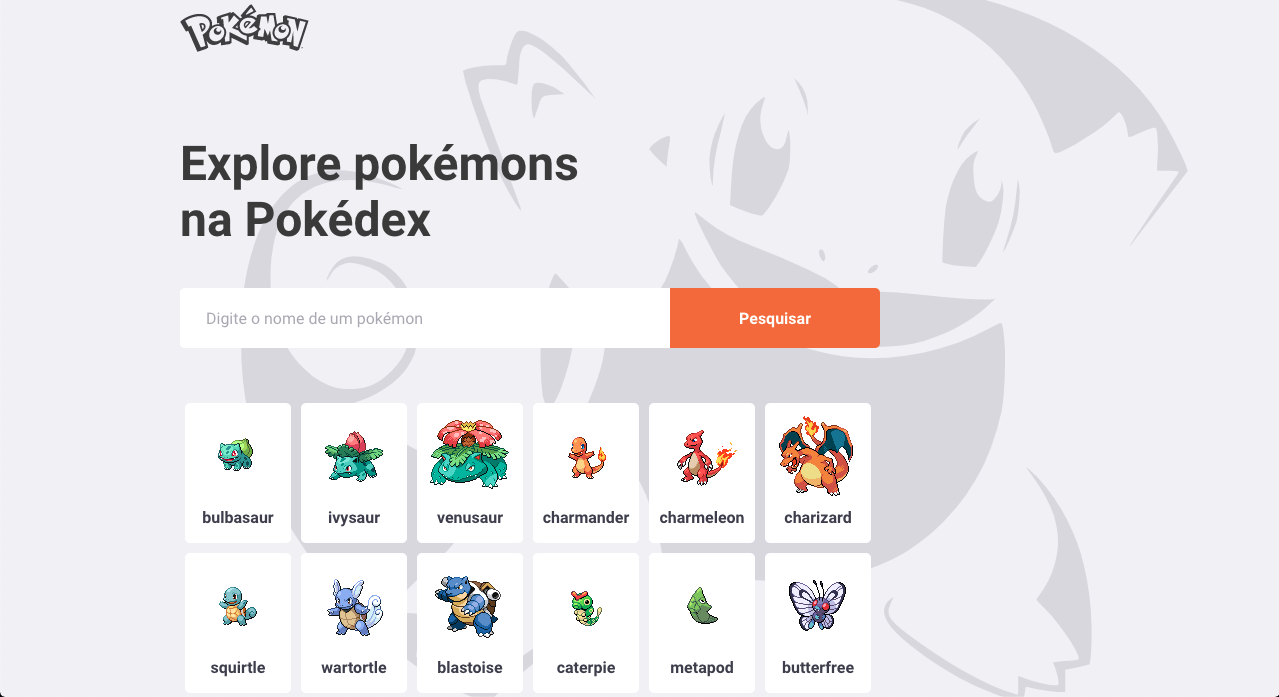 POKéMON
Explore pokémons
na Pokédex
Digite o nome de um pokémon
Pesquisar
bulbasaur
ivysaur
venusaur
charmander
charmeleon
charizard
squirtle
wartortle
blastoise
caterpie
metapod
butterfree